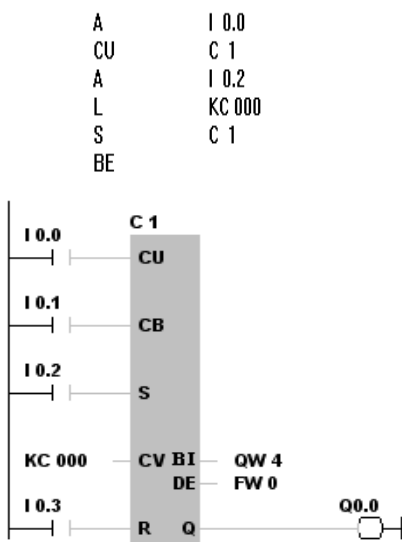 A I 0.0
CU C 1
A I 0.2
L KC 000
S C 1
BE
C 1
I 0.0
CU
I 0.1
CB
I 0.2
S
KC 000 CV BI QW 4
DE FW 0
I 0.3 Q0.0
R Q